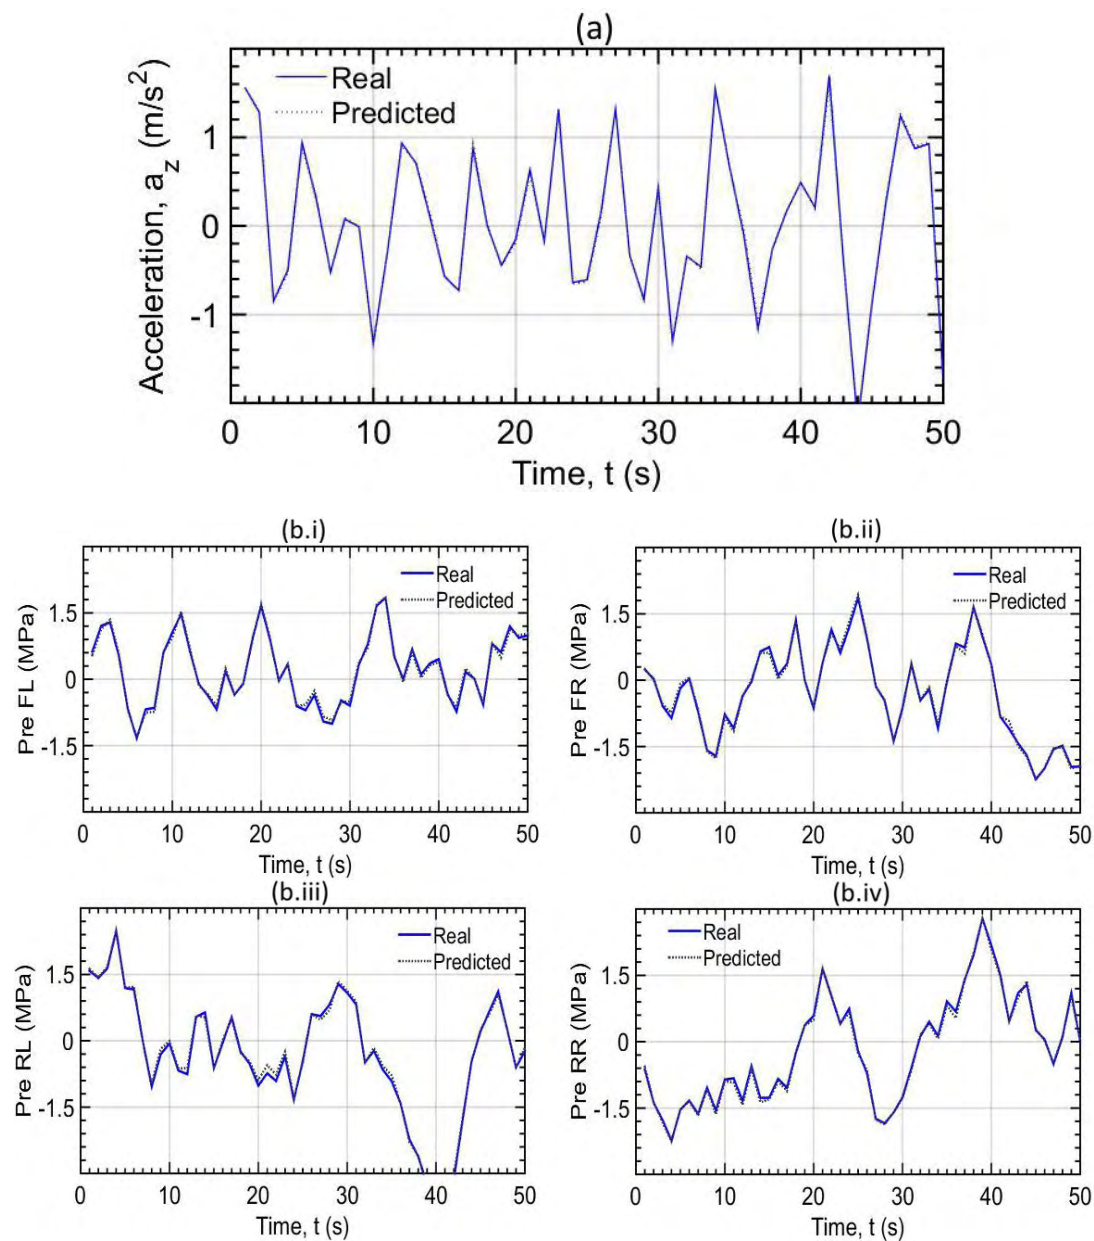 (a)
Real
Predicted
Acceleration, a_z (m/s²)
1
0
-1
0 10 20 30 40 50
Time, t (s)
(b.i)
Real
Predicted
Pre FL (MPa)
1.5
0
-1.5
0 10 20 30 40 50
Time, t (s)
(b.ii)
Real
Predicted
Pre FR (MPa)
1.5
0
-1.5
0 10 20 30 40 50
Time, t (s)
(b.iii)
Real
Predicted
Pre RL (MPa)
1.5
0
-1.5
0 10 20 30 40 50
Time, t (s)
(b.iv)
Real
Predicted
Pre RR (MPa)
1.5
0
-1.5
0 10 20 30 40 50
Time, t (s)